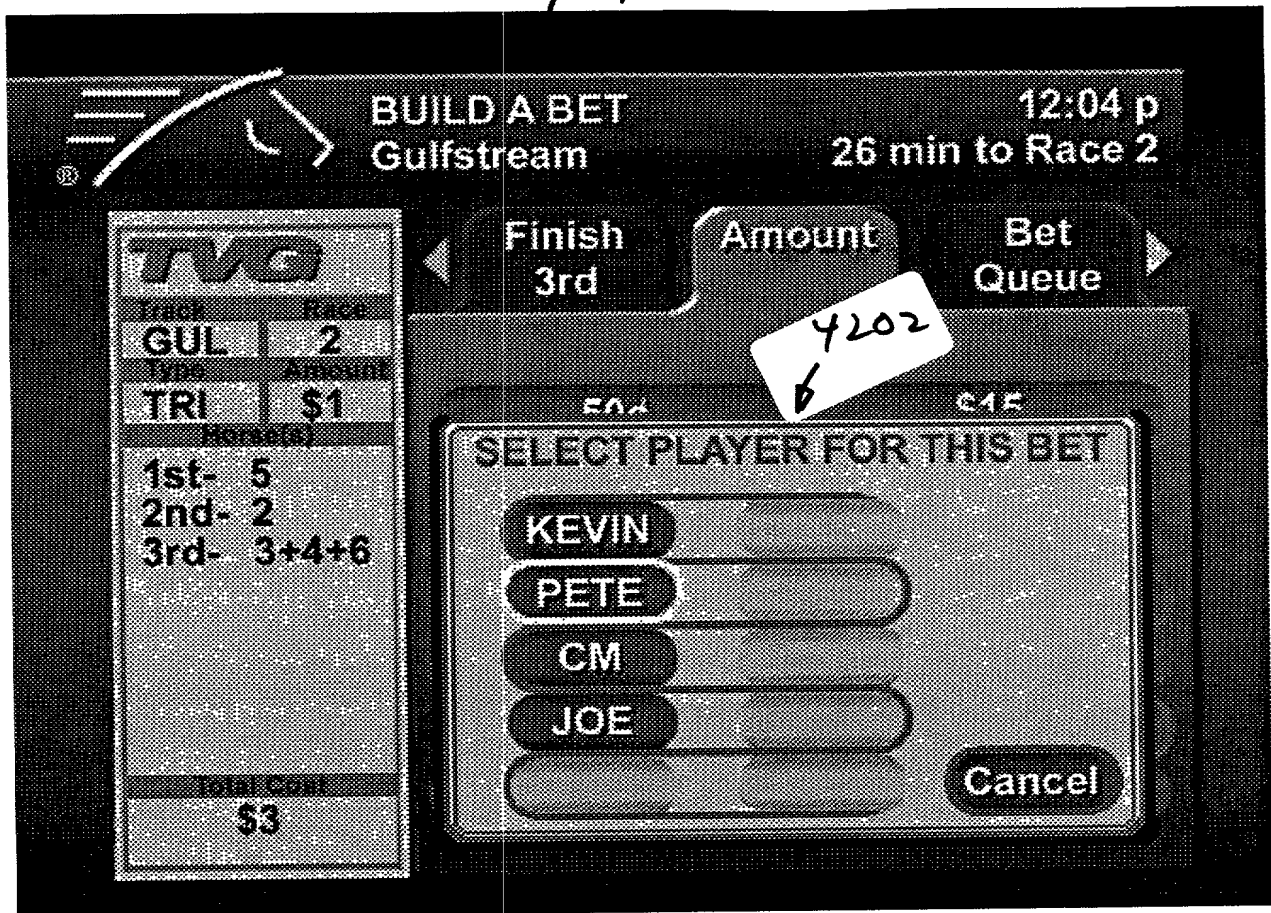 BUILD A BET
Gulfstream
12:04 p
26 min to Race 2
®
TVG
Track Race
GUL 2
Type Amount
TRI $1
Horse(s)
1st- 5
2nd- 2
3rd- 3+4+6
Total Cost
$3
Finish
3rd
Amount
Bet
Queue
4202
50¢ $15
SELECT PLAYER FOR THIS BET
KEVIN
PETE
CM
JOE
Cancel